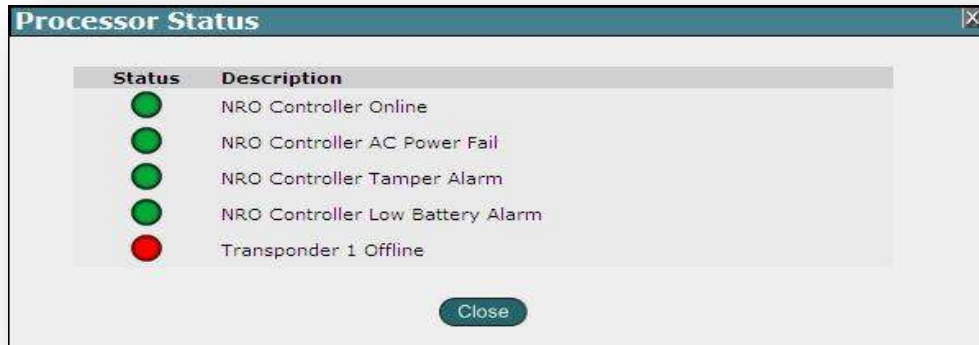 Processor Status
X
Status Description
NRO Controller Online
NRO Controller AC Power Fail
NRO Controller Tamper Alarm
NRO Controller Low Battery Alarm
Transponder 1 Offline
Close